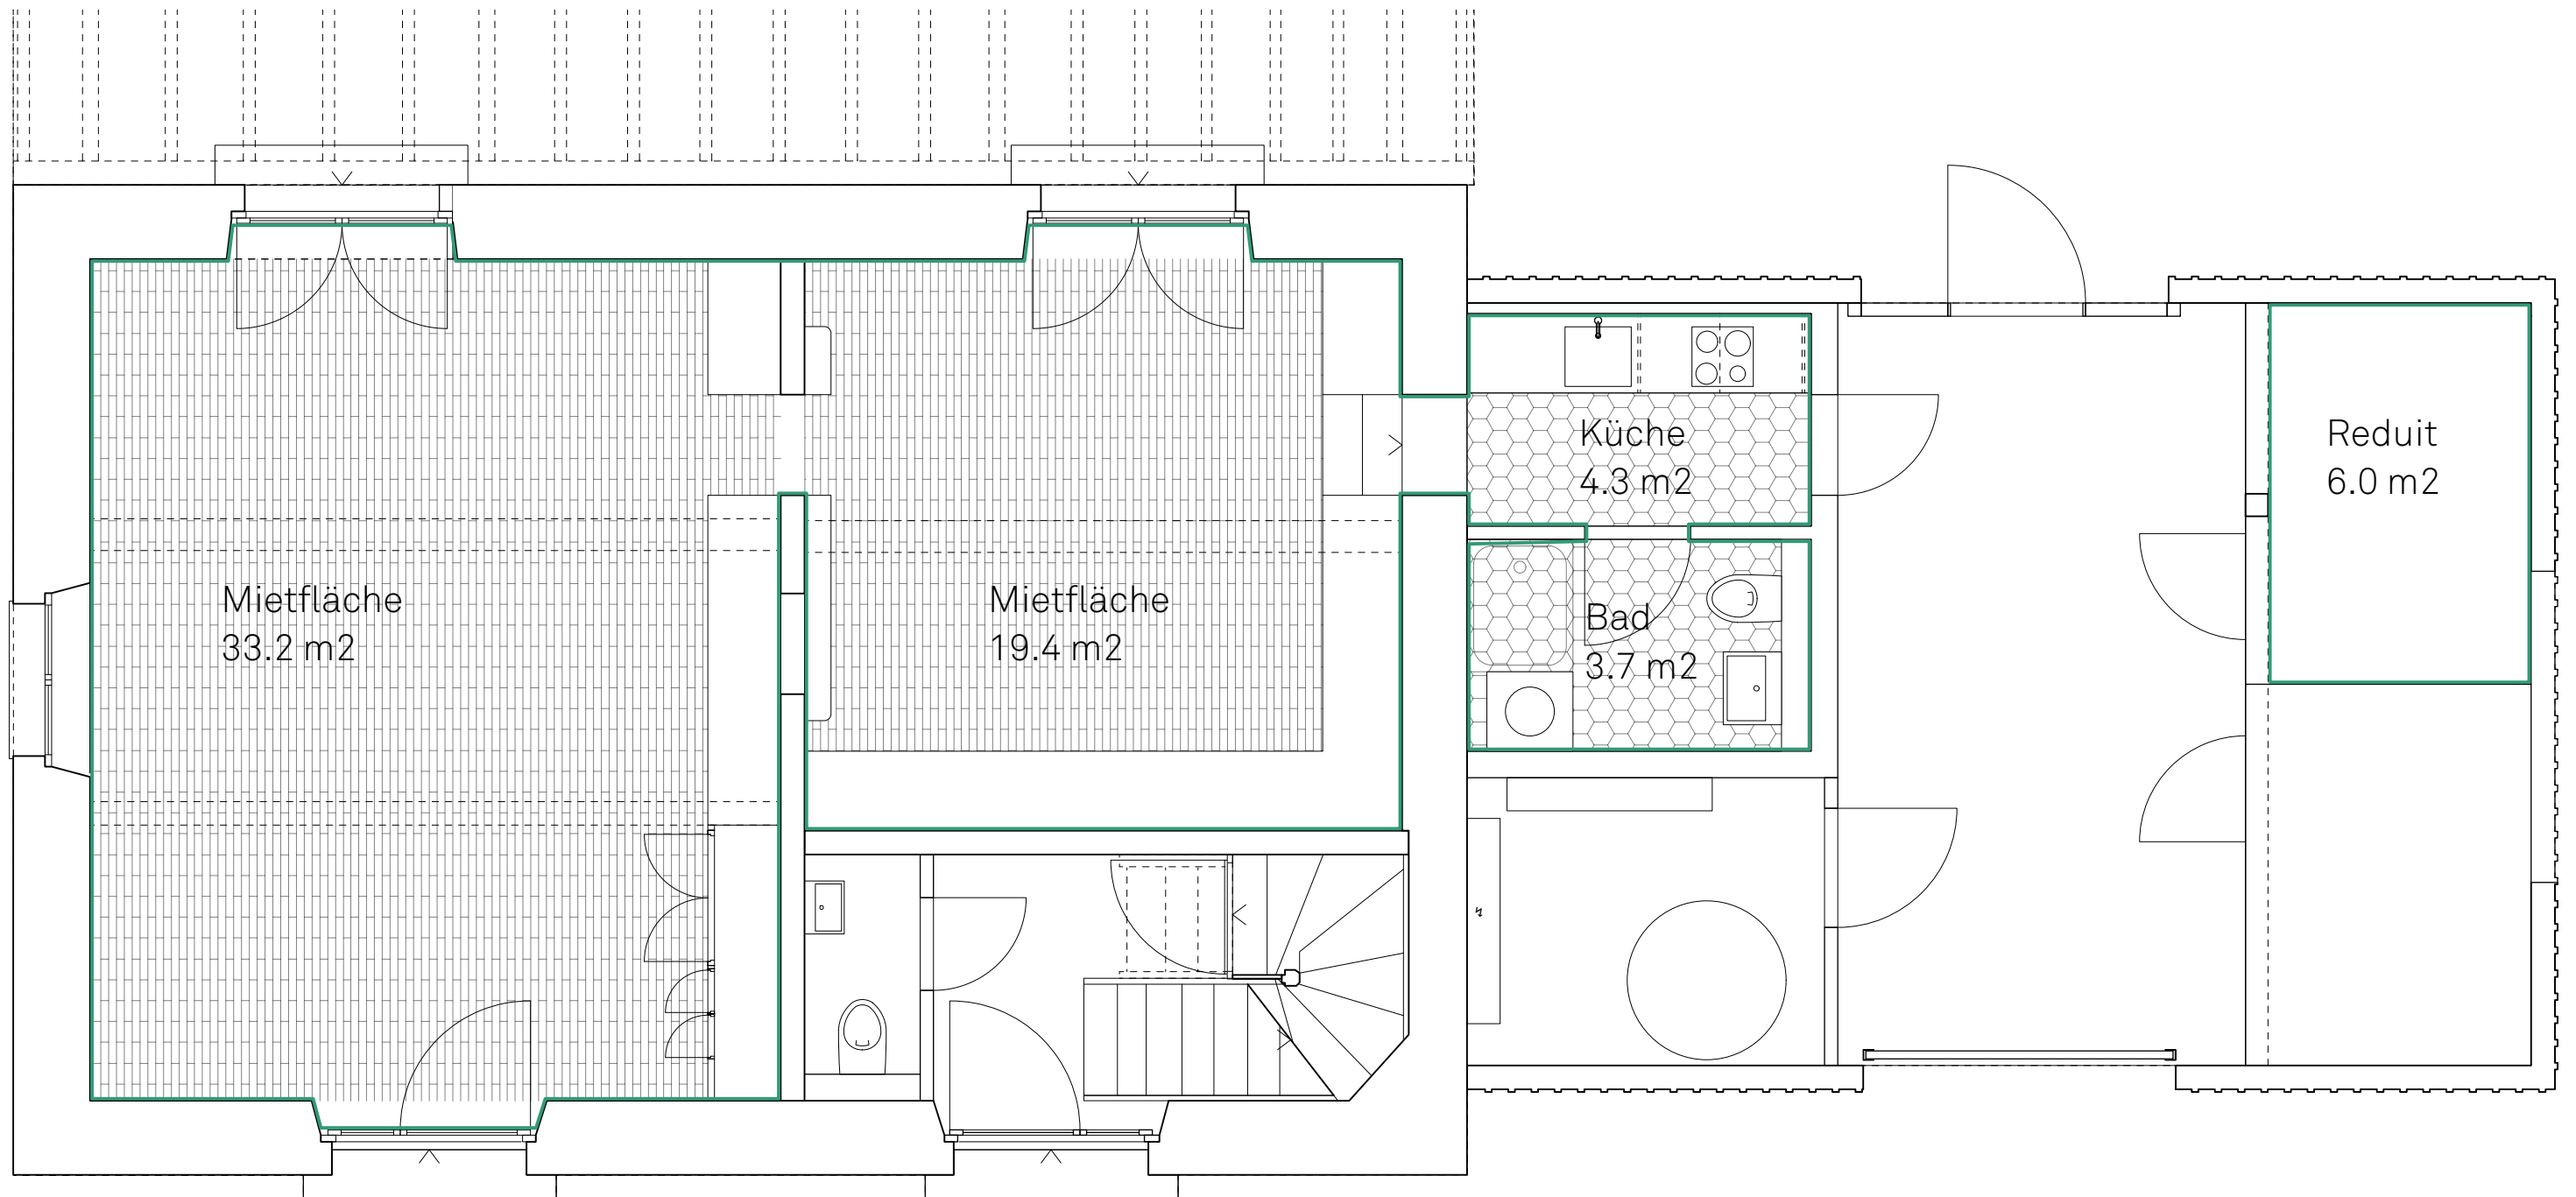 Mietfläche
33.2 m2
Mietfläche
19.4 m2
Küche
4.3 m2
Bad
3.7 m2
Reduit
6.0 m2